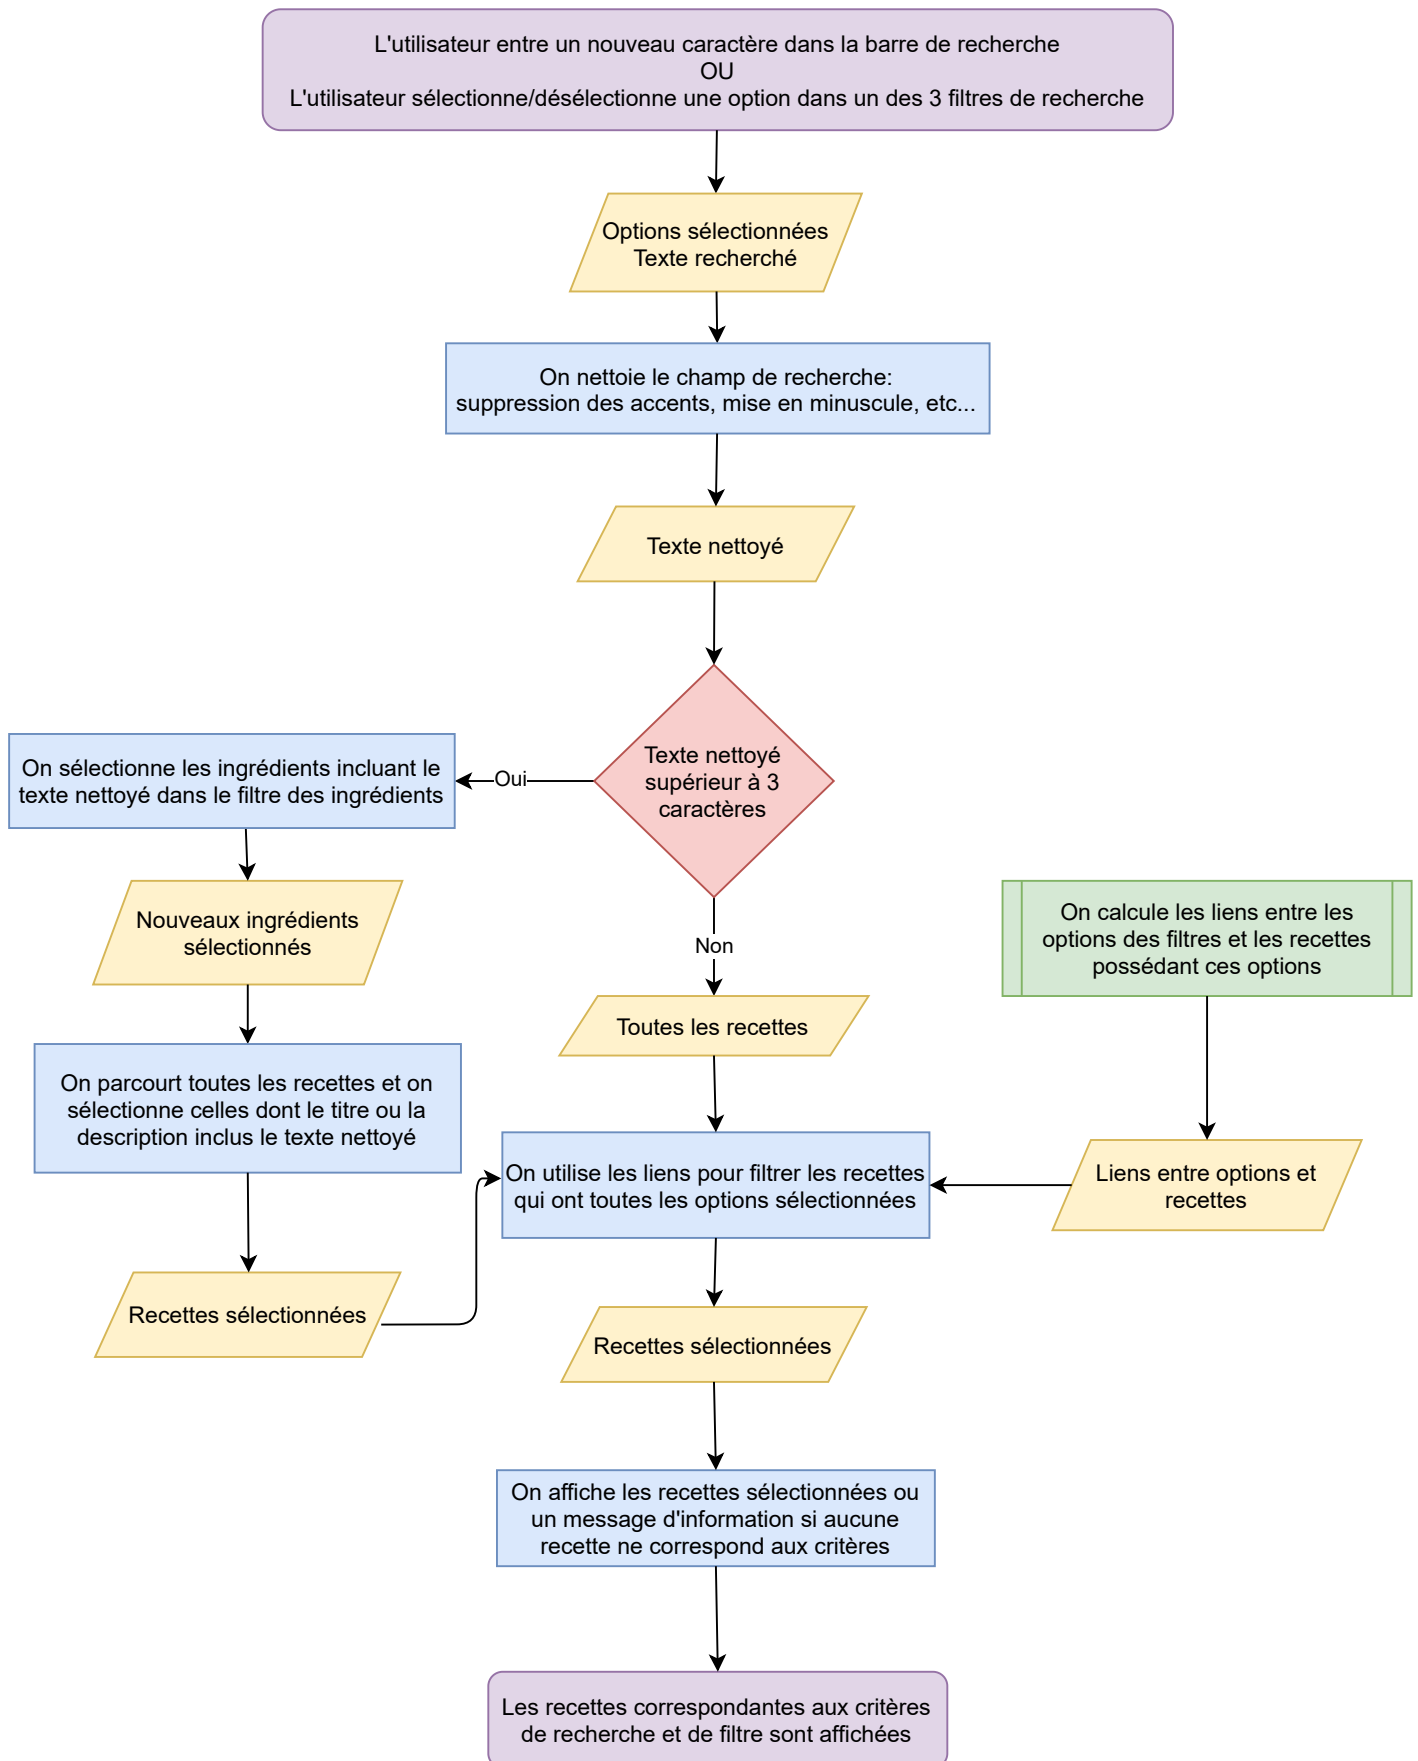 L'utilisateur entre un nouveau caractère dans la barre de recherche
OU
L'utilisateur sélectionne/désélectionne une option dans un des 3 filtres de recherche
Options sélectionnées
Texte recherché
On nettoie le champ de recherche:
suppression des accents, mise en minuscule, etc...
Texte nettoyé
Texte nettoyé
supérieur à 3
caractères
Oui
On sélectionne les ingrédients incluant le
texte nettoyé dans le filtre des ingrédients
Nouveaux ingrédients
sélectionnés
On parcourt toutes les recettes et on
sélectionne celles dont le titre ou la
description inclus le texte nettoyé
Recettes sélectionnées
Non
Toutes les recettes
On calcule les liens entre les
options des filtres et les recettes
possédant ces options
Liens entre options et
recettes
On utilise les liens pour filtrer les recettes
qui ont toutes les options sélectionnées
Recettes sélectionnées
On affiche les recettes sélectionnées ou
un message d'information si aucune
recette ne correspond aux critères
Les recettes correspondantes aux critères
de recherche et de filtre sont affichées